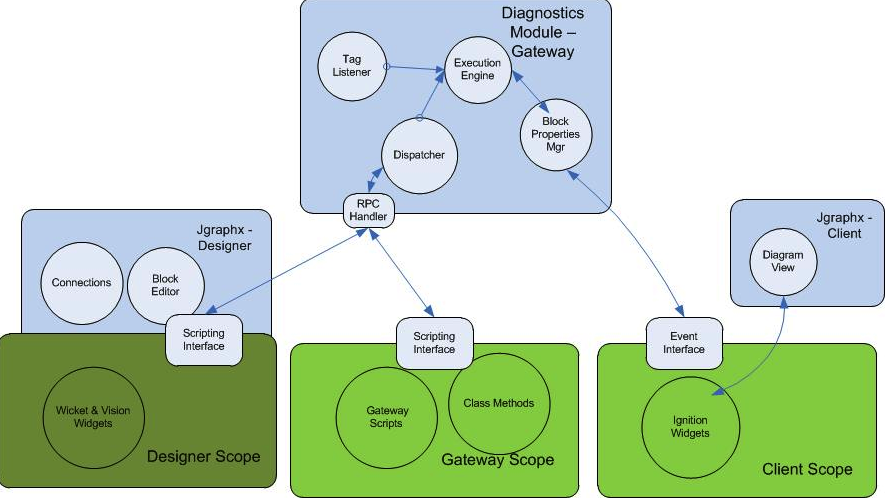 Diagnostics
Module –
Gateway
Tag
Listener
Execution
Engine
Block
Properties
Mgr
Dispatcher
RPC
Handler
Jgraphx -
Designer
Connections
Block
Editor
Scripting
Interface
Wicket & Vision
Widgets
Designer Scope
Scripting
Interface
Gateway
Scripts
Class Methods
Gateway Scope
Jgraphx -
Client
Diagram
View
Event
Interface
Ignition
Widgets
Client Scope